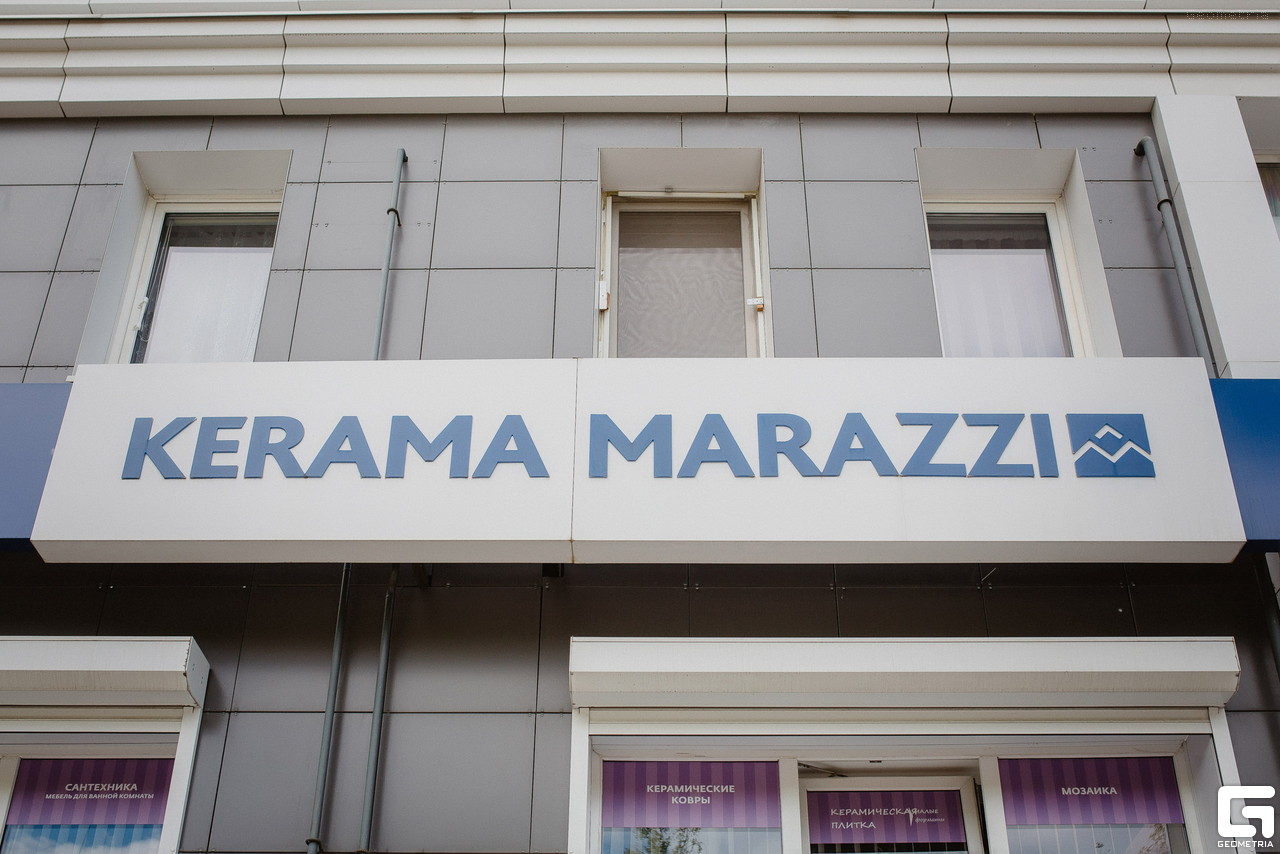 KERAMA MARAZZI
САНТЕХНИКА
МЕБЕЛЬ ДЛЯ ВАННОЙ КОМНАТЫ
КЕРАМИЧЕСКИЕ
КОВРЫ
КЕРАМИЧЕСКАЯ
ПЛИТКА
МОЗАИКА
GEOMETRIA